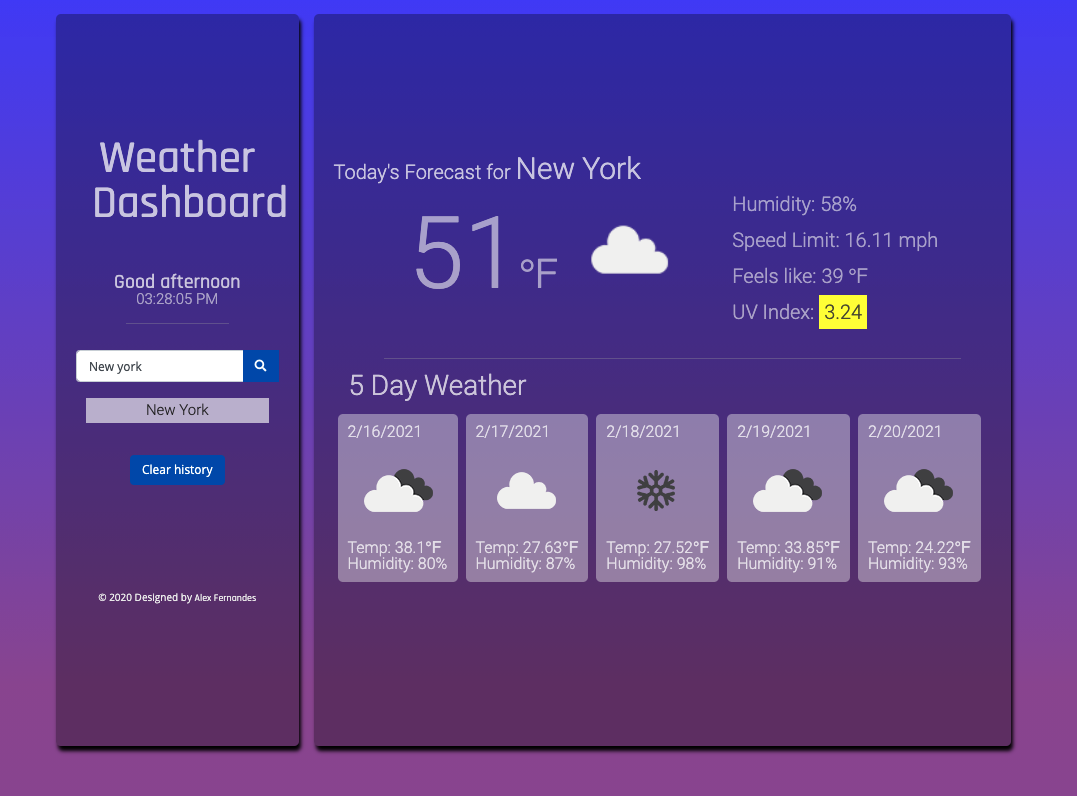 Weather
Dashboard
Good afternoon
03:28:05 PM
New york
New York
Clear history
© 2020 Designed by Alex Fernandes
Today's Forecast for New York
51 °F
Humidity: 58%
Speed Limit: 16.11 mph
Feels like: 39 °F
UV Index: 3.24
5 Day Weather
2/16/2021
Temp: 38.1°F
Humidity: 80%
2/17/2021
Temp: 27.63°F
Humidity: 87%
2/18/2021
Temp: 27.52°F
Humidity: 98%
2/19/2021
Temp: 33.85°F
Humidity: 91%
2/20/2021
Temp: 24.22°F
Humidity: 93%